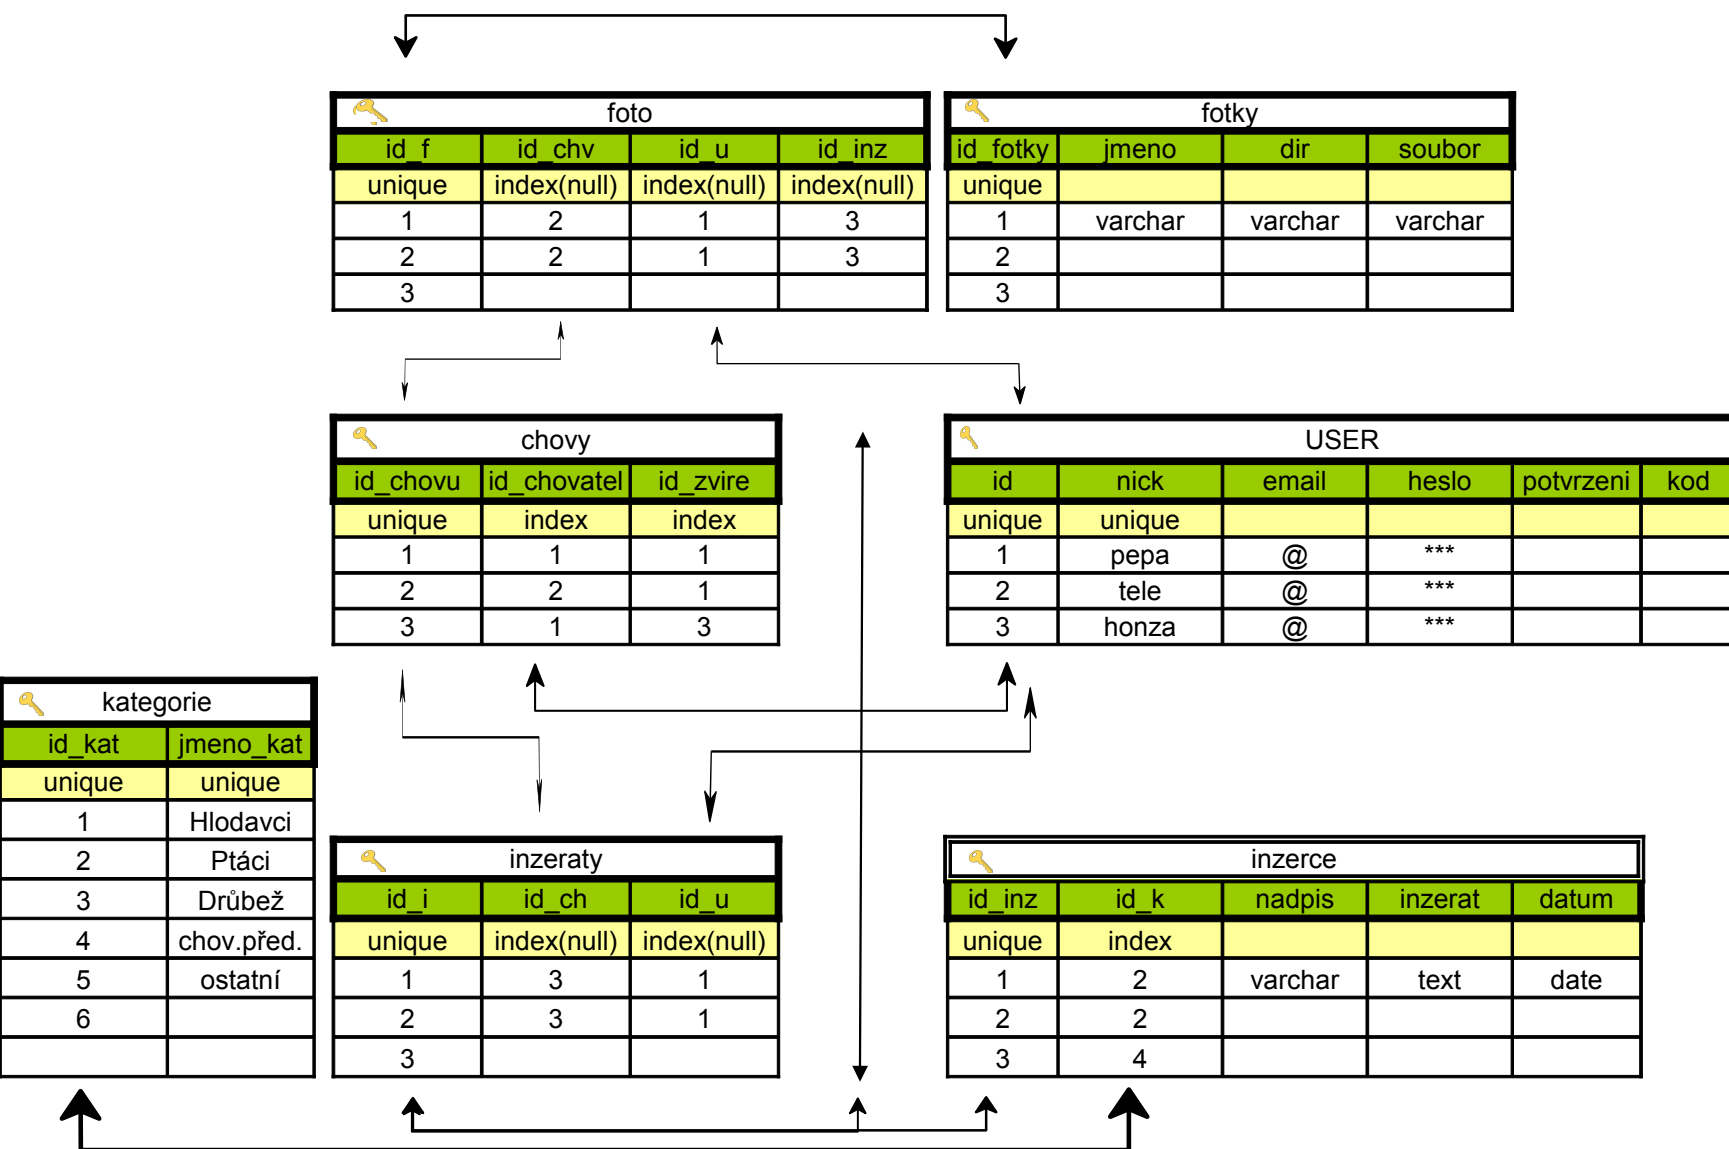 foto
id_f id_chv id_u id_inz
unique index(null) index(null) index(null)
1 2 1 3
2 2 1 3
3
fotky
id_fotky jmeno dir soubor
unique
1 varchar varchar varchar
2
3
chovy
id_chovu id_chovatel id_zvire
unique index index
1 1 1
2 2 1
3 1 3
USER
id nick email heslo potvrzeni kod
unique unique
1 pepa @ ***
2 tele @ ***
3 honza @ ***
kategorie
id_kat jmeno_kat
unique unique
1 Hlodavci
2 Ptáci
3 Drůbež
4 chov.před.
5 ostatní
6
inzeraty
id_i id_ch id_u
unique index(null) index(null)
1 3 1
2 3 1
3
inzerce
id_inz id_k nadpis inzerat datum
unique index
1 2 varchar text date
2 2
3 4